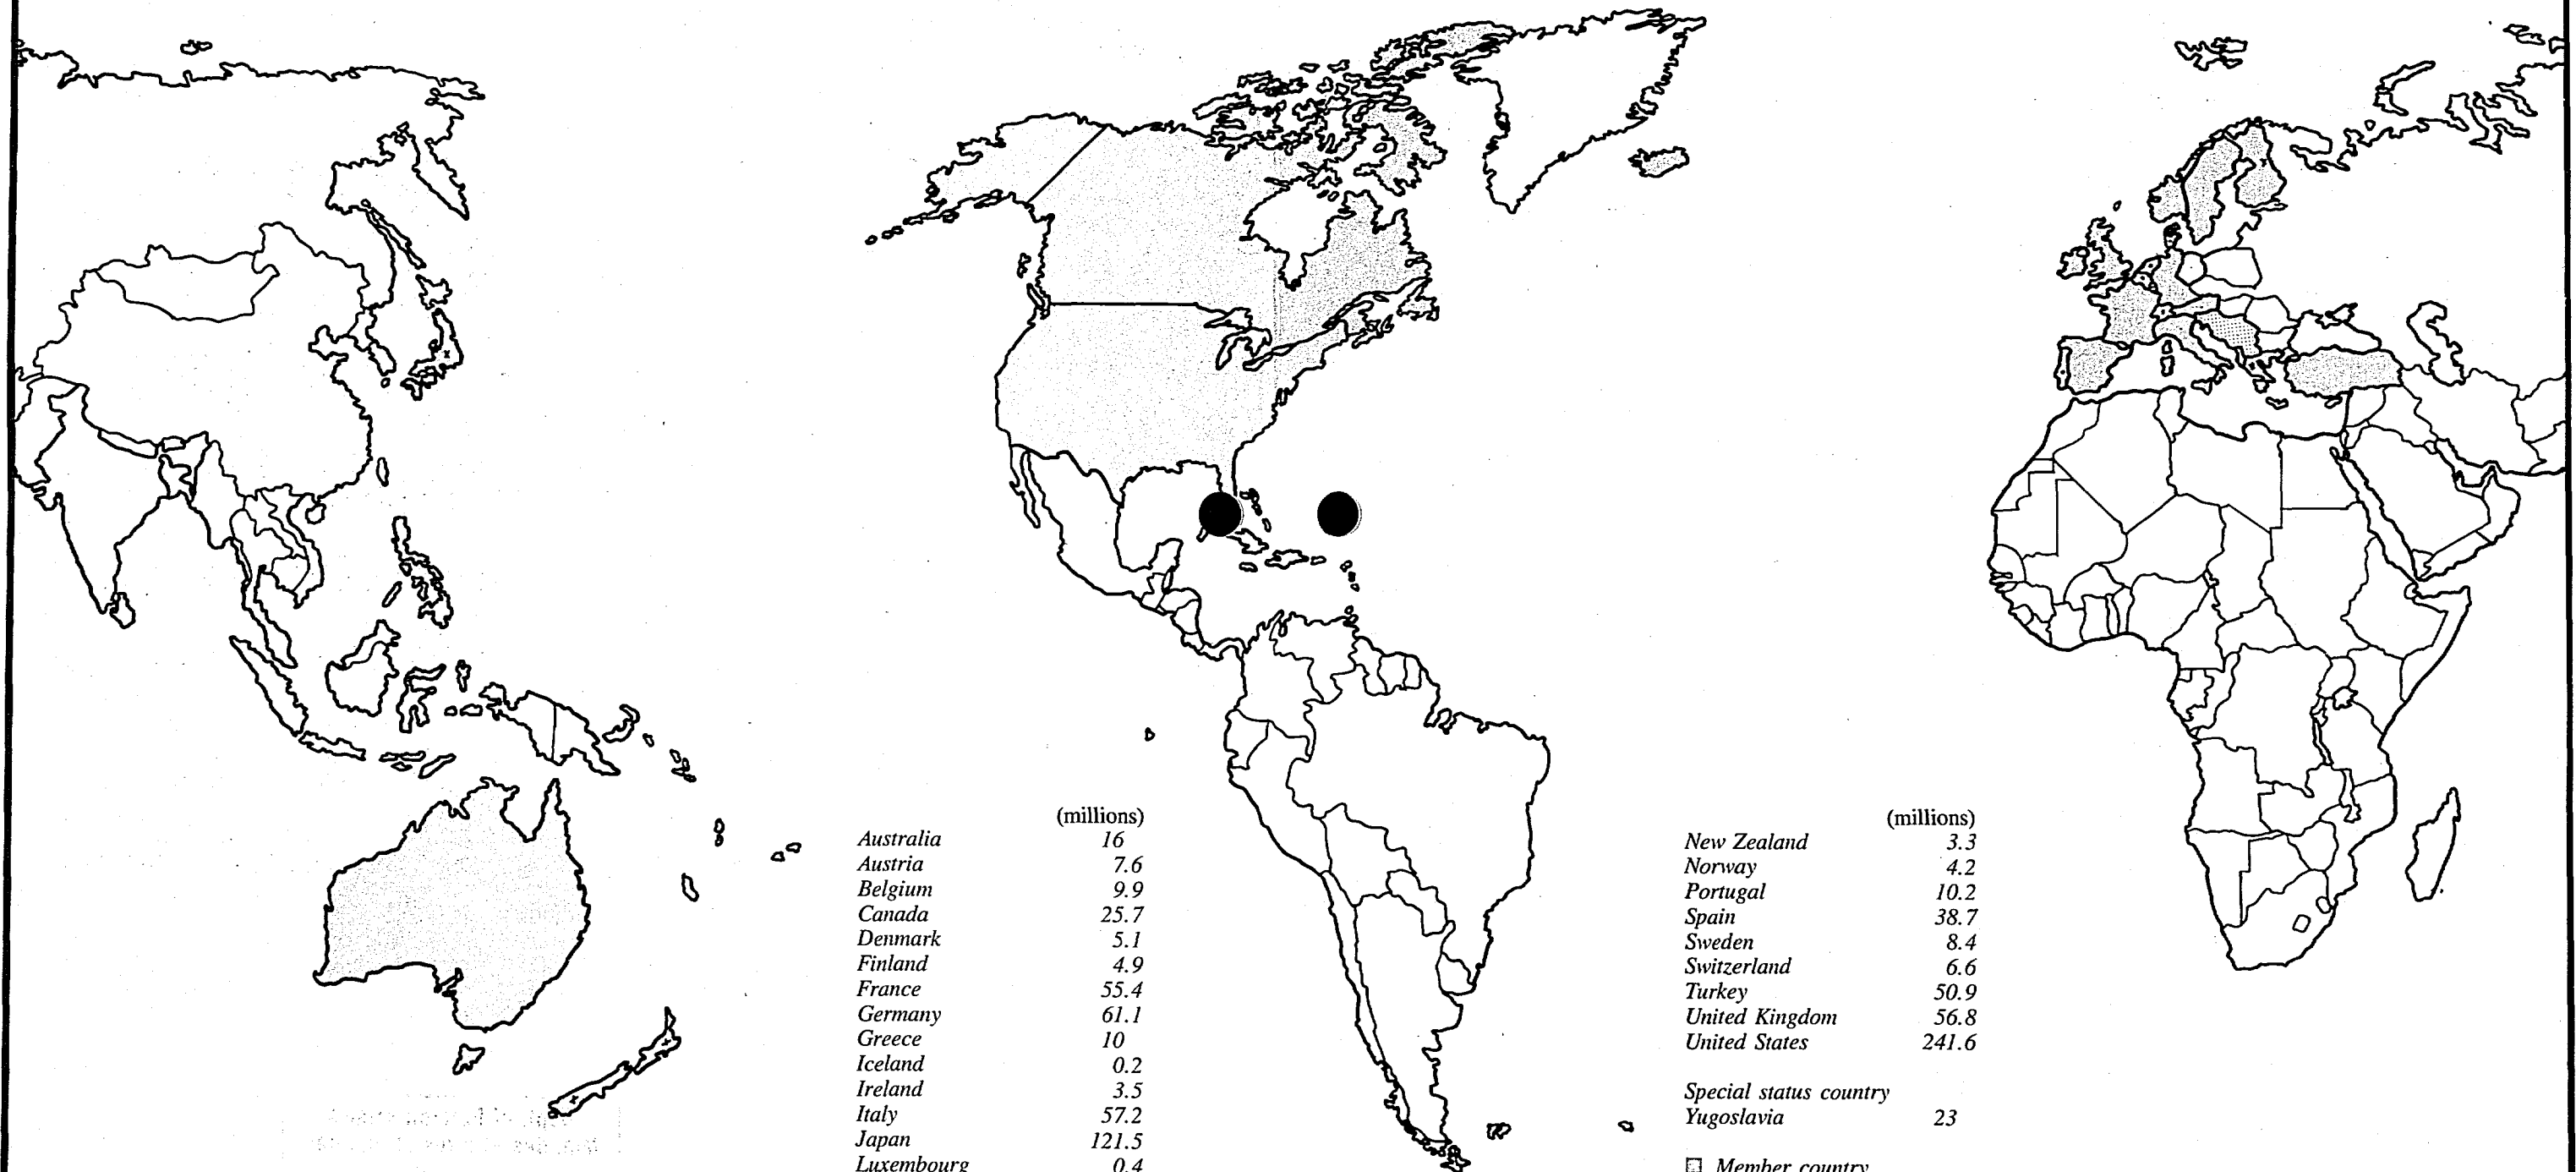 (millions)
Australia 16
Austria 7.6
Belgium 9.9
Canada 25.7
Denmark 5.1
Finland 4.9
France 55.4
Germany 61.1
Greece 10
Iceland 0.2
Ireland 3.5
Italy 57.2
Japan 121.5
Luxembourg 0.4
(millions)
New Zealand 3.3
Norway 4.2
Portugal 10.2
Spain 38.7
Sweden 8.4
Switzerland 6.6
Turkey 50.9
United Kingdom 56.8
United States 241.6
Special status country
Yugoslavia 23
Member country